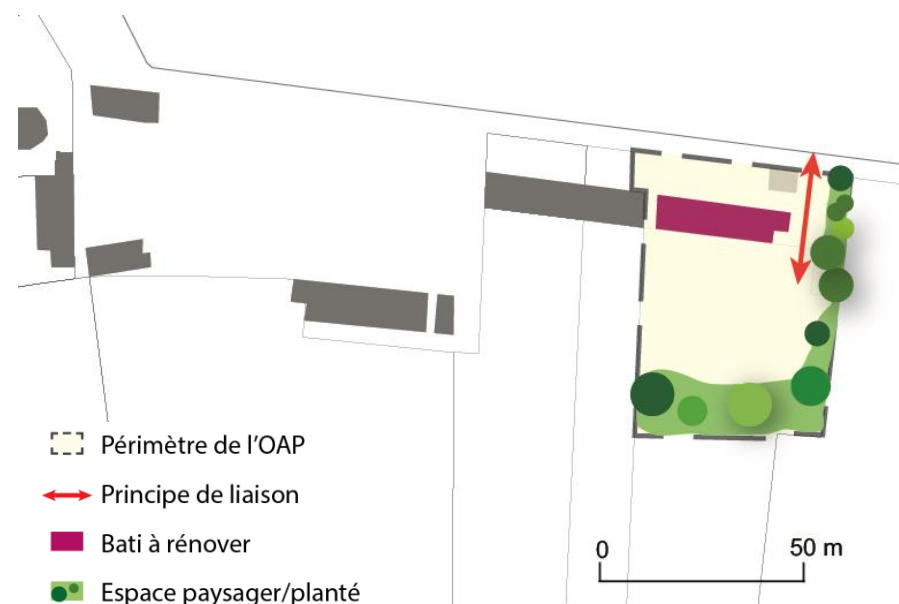 Périmètre de l'OAP
Principe de liaison
Bati à rénover
Espace paysager/planté
0 50 m